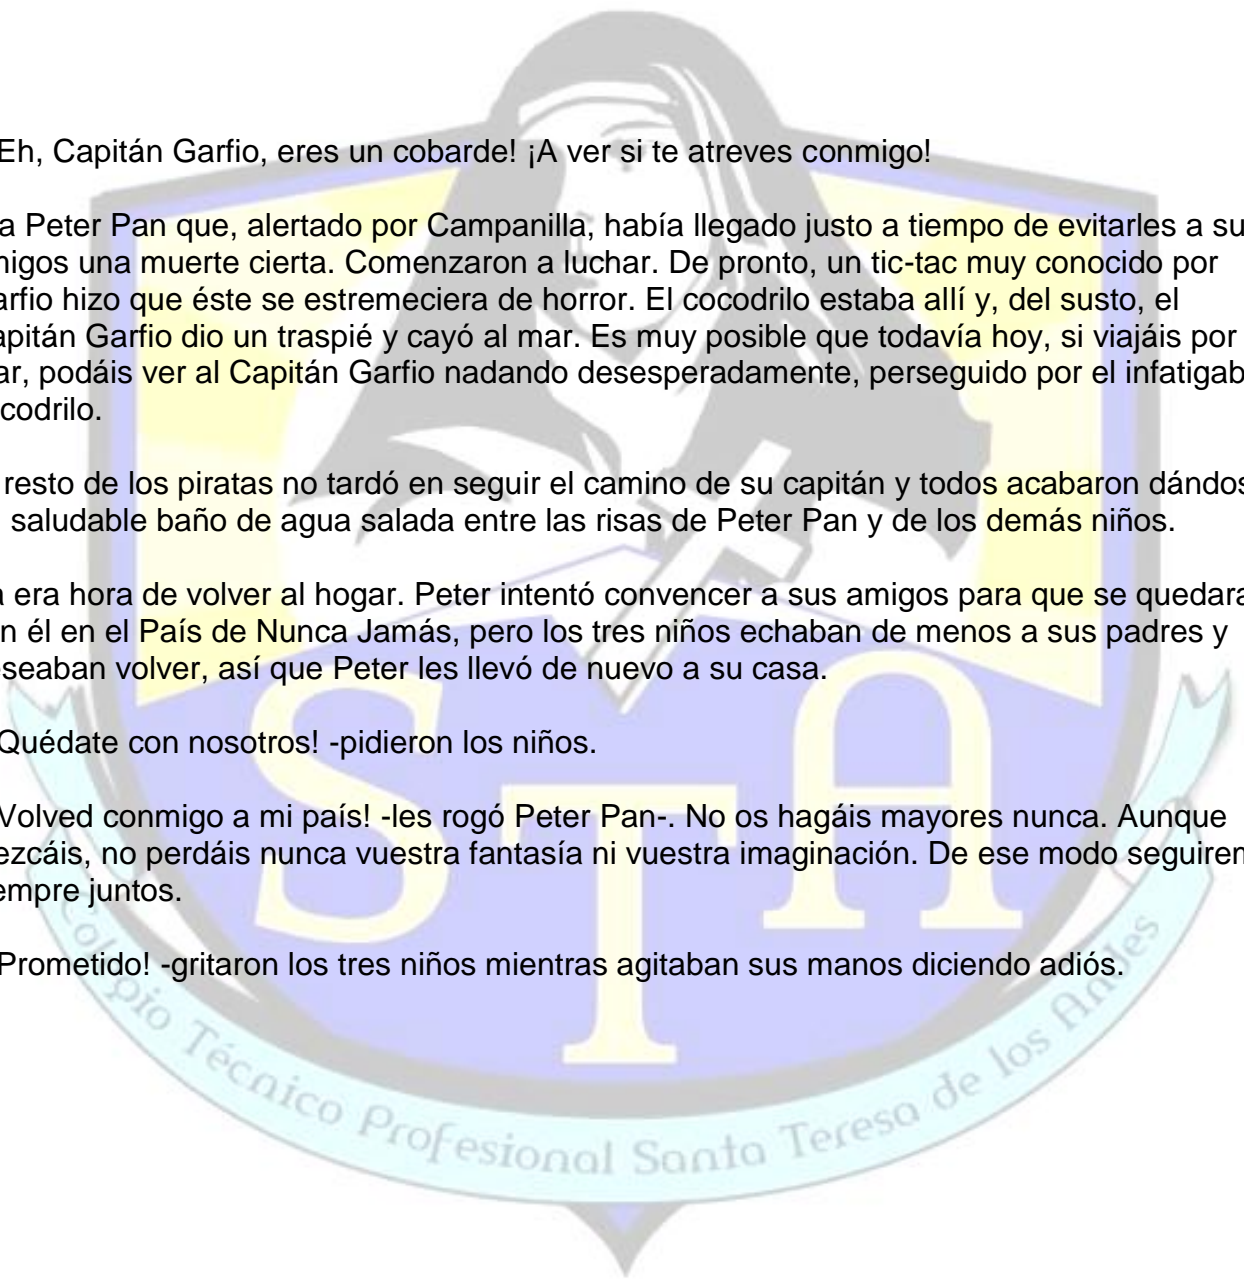 Eh, Capitán Garfio, eres un cobarde! ¡A ver si te atreves conmigo!
a Peter Pan que, alertado por Campanilla, había llegado justo a tiempo de evitarles a su
igos una muerte cierta. Comenzaron a luchar. De pronto, un tic-tac muy conocido por
arfio hizo que éste se estremeciera de horror. El cocodrilo estaba allí y, del susto, el
apitán Garfio dio un traspié y cayó al mar. Es muy posible que todavía hoy, si viajáis por
ar, podáis ver al Capitán Garfio nadando desesperadamente, perseguido por el infatigab
codrilo.
resto de los piratas no tardó en seguir el camino de su capitán y todos acabaron dándos
saludable baño de agua salada entre las risas de Peter Pan y de los demás niños.
a era hora de volver al hogar. Peter intentó convencer a sus amigos para que se quedara
n él en el País de Nunca Jamás, pero los tres niños echaban de menos a sus padres y
eseaban volver, así que Peter les llevó de nuevo a su casa.
Quédate con nosotros! -pidieron los niños.
Volved conmigo a mi país! -les rogó Peter Pan-. No os hagáis mayores nunca. Aunque
ezcáis, no perdáis nunca vuestra fantasía ni vuestra imaginación. De ese modo seguirem
empre juntos.
Prometido! -gritaron los tres niños mientras agitaban sus manos diciendo adiós.
STA
Colegio Técnico Profesional Santa Teresa de los Andes